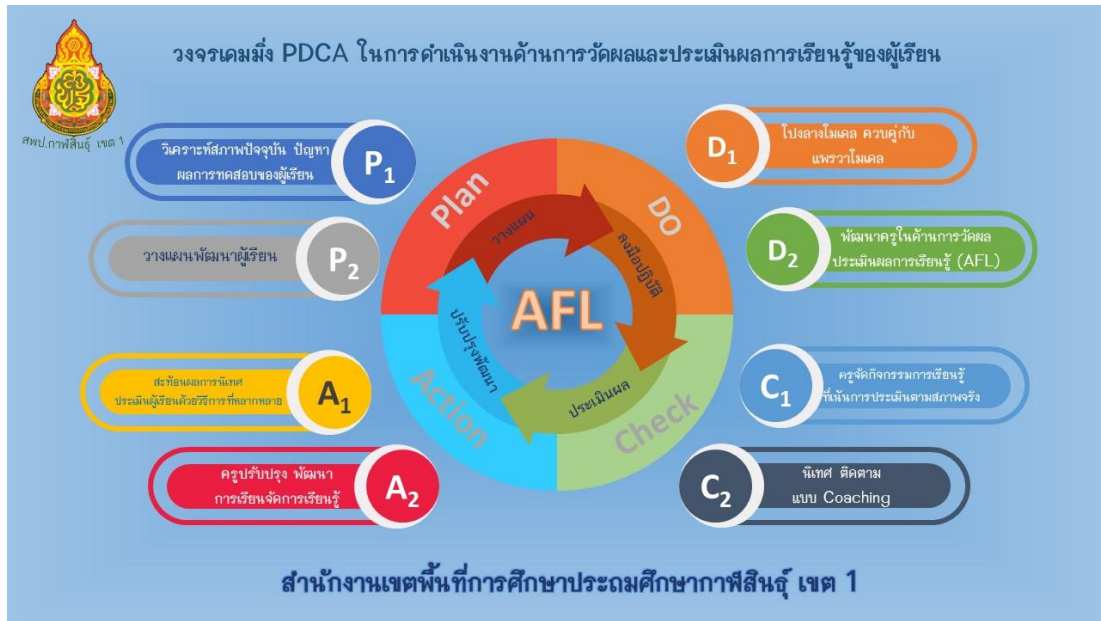 วงจรเดมมิ่ง PDCA ในการดำเนินงานด้านการวัดผลและประเมินผลการเรียนรู้ของผู้เรียน
สพป.กาฬสินธุ์ เขต 1
วิเคราะห์สภาพปัจจุบัน ปัญหา
ผลการทดสอบของผู้เรียน
P1
วางแผนพัฒนาผู้เรียน
P2
สะท้อนผลการนิเทศ
ประเมินผู้เรียนด้วยวิธีการที่หลากหลาย
A1
ครูปรับปรุง พัฒนา
การเรียนจัดการเรียนรู้
A2
Plan
วางแผน
DO
ลงมือปฏิบัติ
AFL
Check
ประเมินผล
Action
ปรับปรุงพัฒนา
D1
โปงลางโมเดล ควบคู่กับ
แพรวาโมเดล
D2
พัฒนาครูในด้านการวัดผล
ประเมินผลการเรียนรู้ (AFL)
C1
ครูจัดกิจกรรมการเรียนรู้
ที่เน้นการประเมินตามสภาพจริง
C2
นิเทศ ติดตาม
แบบ Coaching
สำนักงานเขตพื้นที่การศึกษาประถมศึกษากาฬสินธุ์ เขต 1